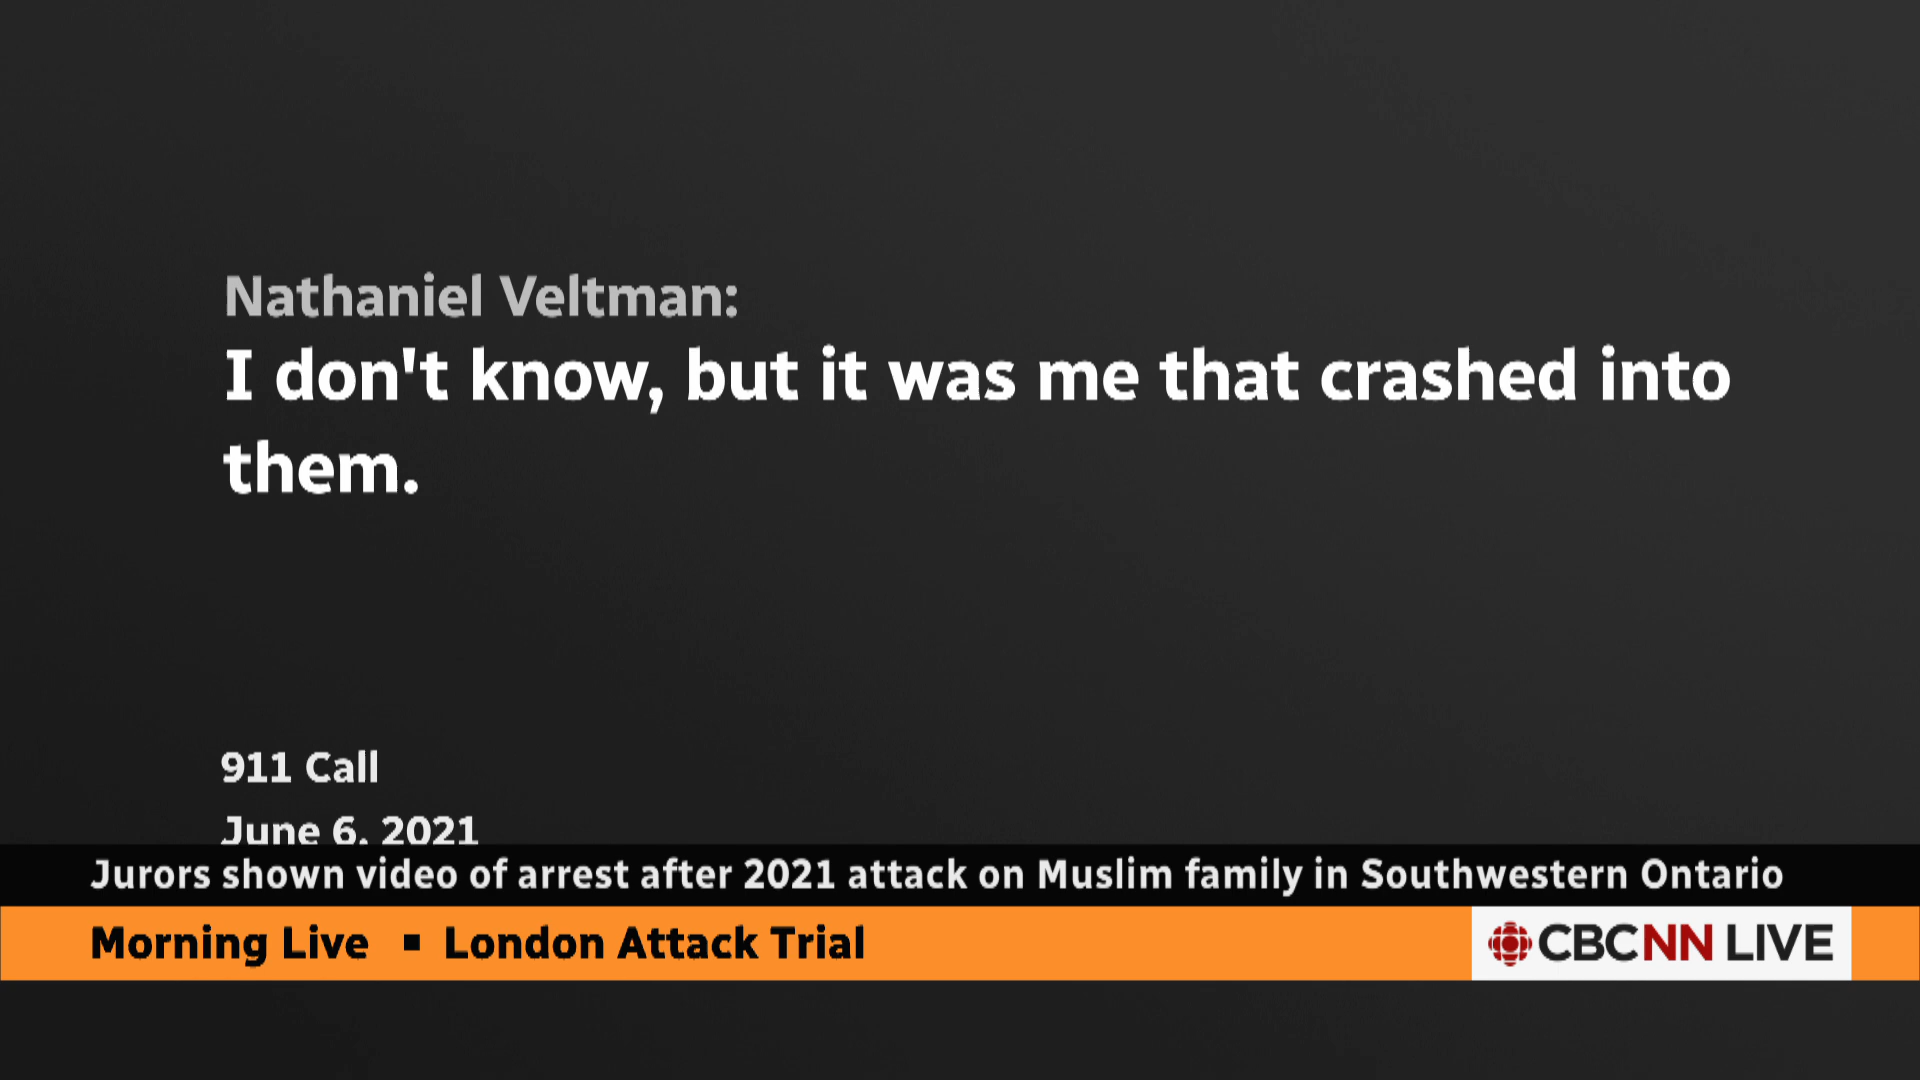 Nathaniel Veltman:
I don't know, but it was me that crashed into
them.
911 Call
June 6, 2021
Jurors shown video of arrest after 2021 attack on Muslim family in Southwestern Ontario
Morning Live ▪ London Attack Trial
CBCNN LIVE